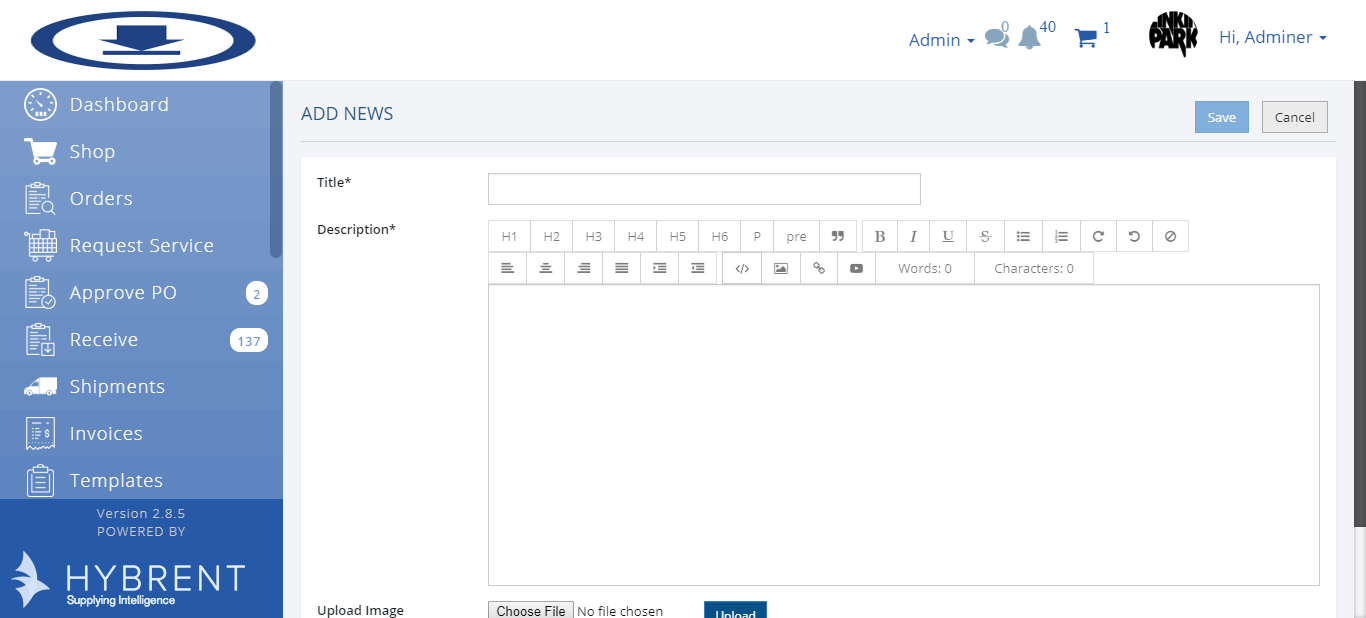 Admin
0
40
1
INKIN
PARK
Hi, Adminer
Dashboard
Shop
Orders
Request Service
Approve PO
2
Receive
137
Shipments
Invoices
Templates
Version 2.8.5
POWERED BY
HYBRENT
Supplying Intelligence
ADD NEWS
Save
Cancel
Title*
Description*
H1
H2
H3
H4
H5
H6
P
pre
B
I
U
S
Words: 0
Characters: 0
Upload Image
Choose File No file chosen
Upload